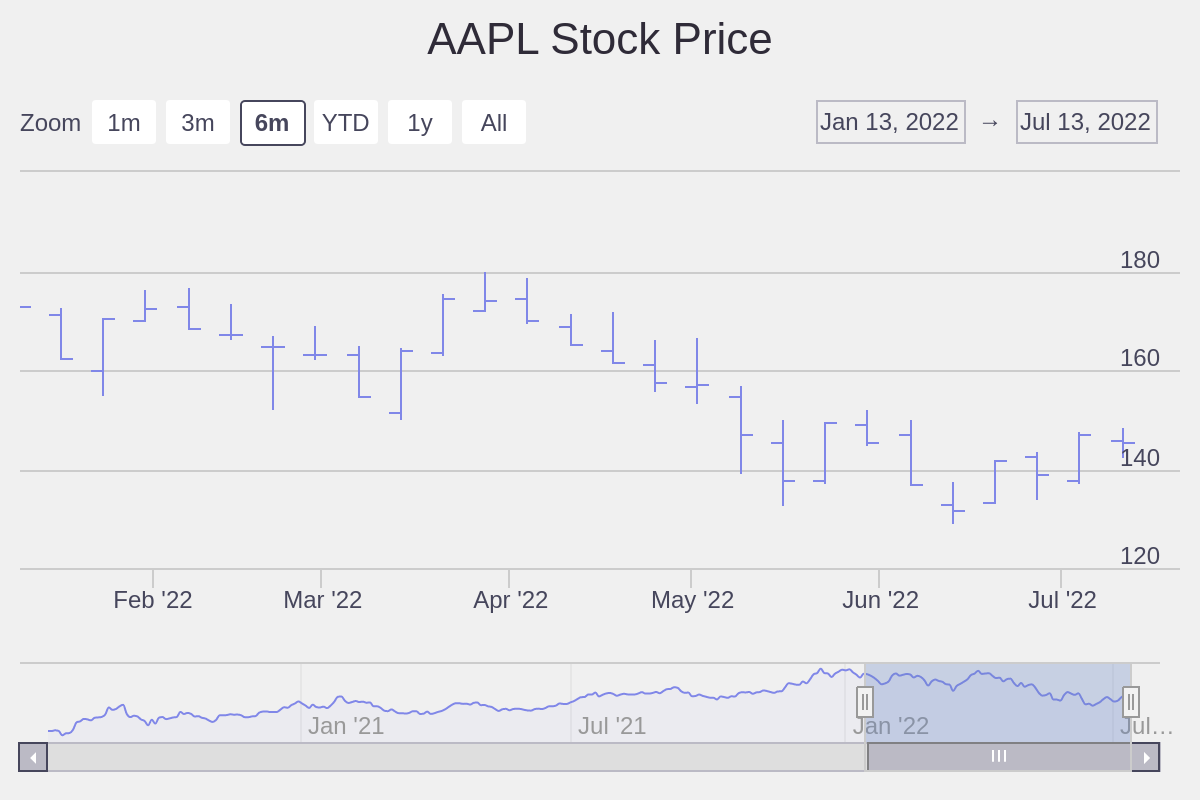 AAPL Stock Price
Zoom 1m 3m 6m YTD 1y All Jan 13, 2022 → Jul 13, 2022
180
160
140
120
Feb '22 Mar '22 Apr '22 May '22 Jun '22 Jul '22
Jan '21 Jul '21 Jan '22 Jul…